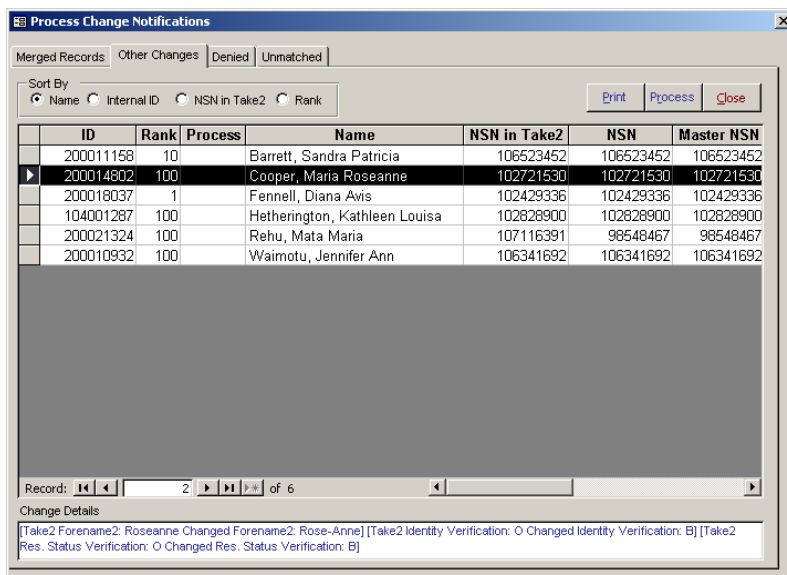 Process Change Notifications
Merged Records Other Changes Denied Unmatched
Sort By
Name Internal ID NSN in Take2 Rank
Print Process Close
ID Rank Process Name NSN in Take2 NSN Master NSN
200011158 10 Barrett, Sandra Patricia 106523452 106523452 106523452
200014802 100 Cooper, Maria Roseanne 102721530 102721530 102721530
200018037 1 Fennell, Diana Avis 102429336 102429336 102429336
104001287 100 Hetherington, Kathleen Louisa 102828900 102828900 102828900
200021324 100 Rehu, Mata Maria 107116391 98548467 98548467
200010932 100 Waimotu, Jennifer Ann 106341692 106341692 106341692
Record: 2 of 6
Change Details
[Take2 Forename2: Roseanne Changed Forename2: Rose-Anne] [Take2 Identity Verification: O Changed Identity Verification: B] [Take2
Res. Status Verification: O Changed Res. Status Verification: B]